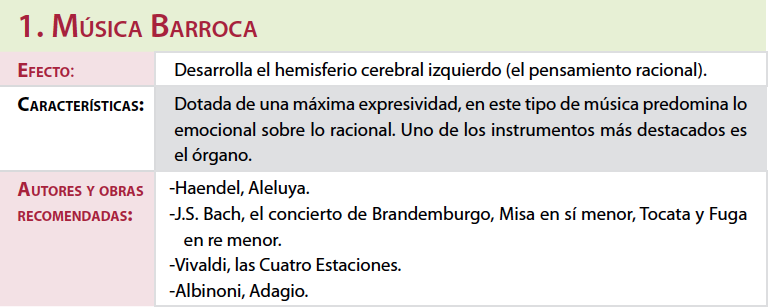 1. Música Barroca
Efecto: Desarrolla el hemisferio cerebral izquierdo (el pensamiento racional).
Características: Dotada de una máxima expresividad, en este tipo de música predomina lo
emocional sobre lo racional. Uno de los instrumentos más destacados es
el órgano.
Autores y obras
recomendadas:
-Haendel, Aleluya.
-J.S. Bach, el concierto de Brandemburgo, Misa en sí menor, Tocata y Fuga
en re menor.
-Vivaldi, las Cuatro Estaciones.
-Albinoni, Adagio.